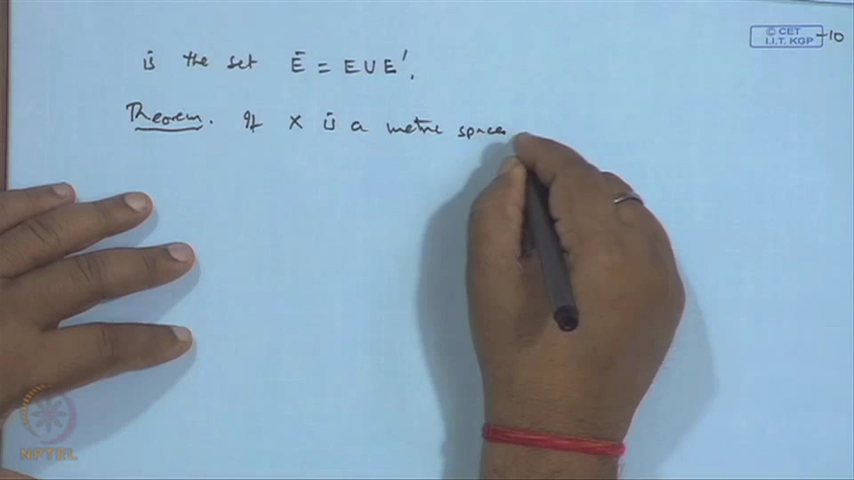 is the set Ē = E ∪ E′.
Theorem. If X is a metric space
© CET
I.I.T. KGP
-10
NPTEL